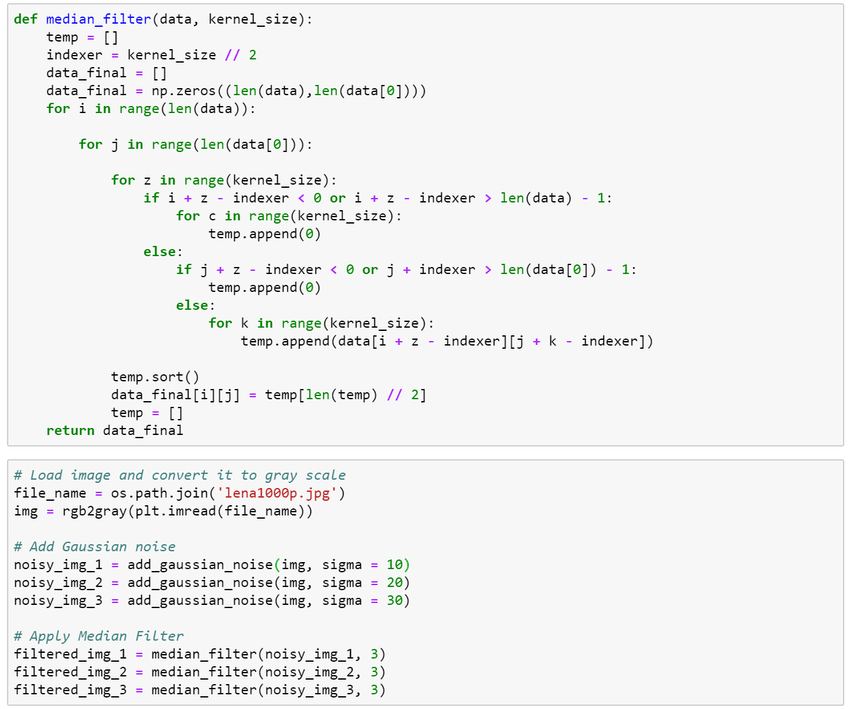 def median_filter(data, kernel_size):
    temp = []
    indexer = kernel_size // 2
    data_final = []
    data_final = np.zeros((len(data),len(data[0])))
    for i in range(len(data)):
        for j in range(len(data[0])):
            for z in range(kernel_size):
                if i + z - indexer < 0 or i + z - indexer > len(data) - 1:
                    for c in range(kernel_size):
                        temp.append(0)
                else:
                    if j + z - indexer < 0 or j + indexer > len(data[0]) - 1:
                        temp.append(0)
                    else:
                        for k in range(kernel_size):
                            temp.append(data[i + z - indexer][j + k - indexer])
            temp.sort()
            data_final[i][j] = temp[len(temp) // 2]
            temp = []
    return data_final
# Load image and convert it to gray scale
file_name = os.path.join('lena1000p.jpg')
img = rgb2gray(plt.imread(file_name))
# Add Gaussian noise
noisy_img_1 = add_gaussian_noise(img, sigma = 10)
noisy_img_2 = add_gaussian_noise(img, sigma = 20)
noisy_img_3 = add_gaussian_noise(img, sigma = 30)
# Apply Median Filter
filtered_img_1 = median_filter(noisy_img_1, 3)
filtered_img_2 = median_filter(noisy_img_2, 3)
filtered_img_3 = median_filter(noisy_img_3, 3)